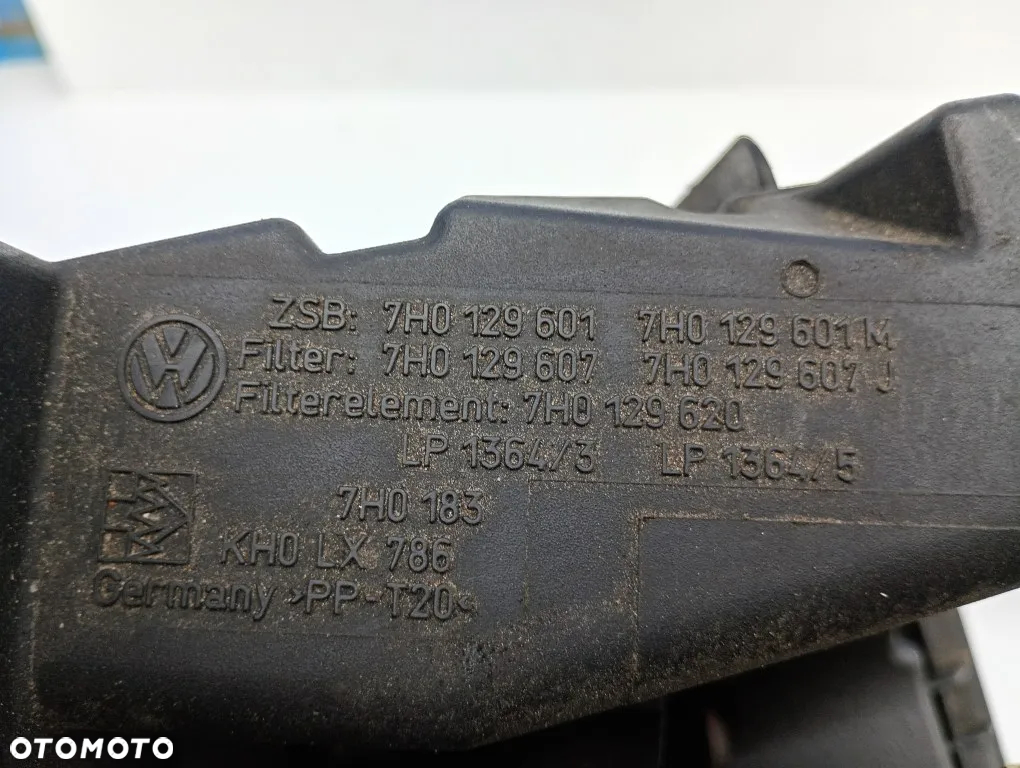 ZSB: 7H0 129 601 7H0 129 601 M
Filter: 7H0 129 607 7H0 129 607 J
Filterelement: 7H0 129 620
LP 1364/3 LP 1364/5
7H0 183
KH0 LX 786
Germany >PP-T20<
OTOMOTO